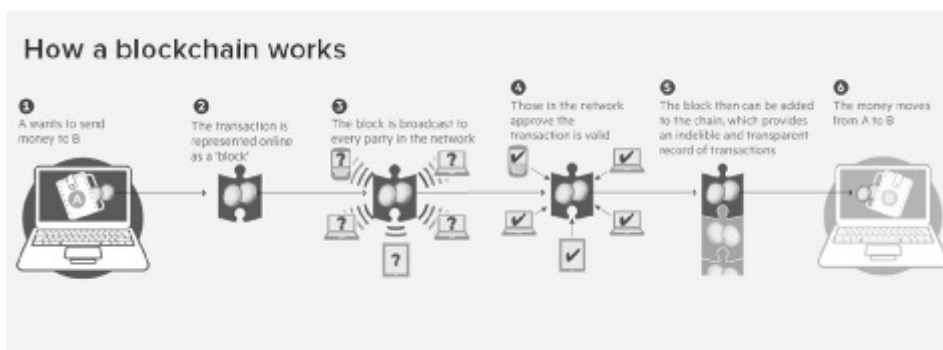 How a blockchain works
1
A wants to send
money to B
2
The transaction is
represented online
as a 'block'
3
The block is broadcast to
every party in the network
4
Those in the network
approve the
transaction is valid
5
The block then can be added
to the chain, which provides
an indelible and transparent
record of transactions
6
The money moves
from A to B
A
?
?
?
?
?
B